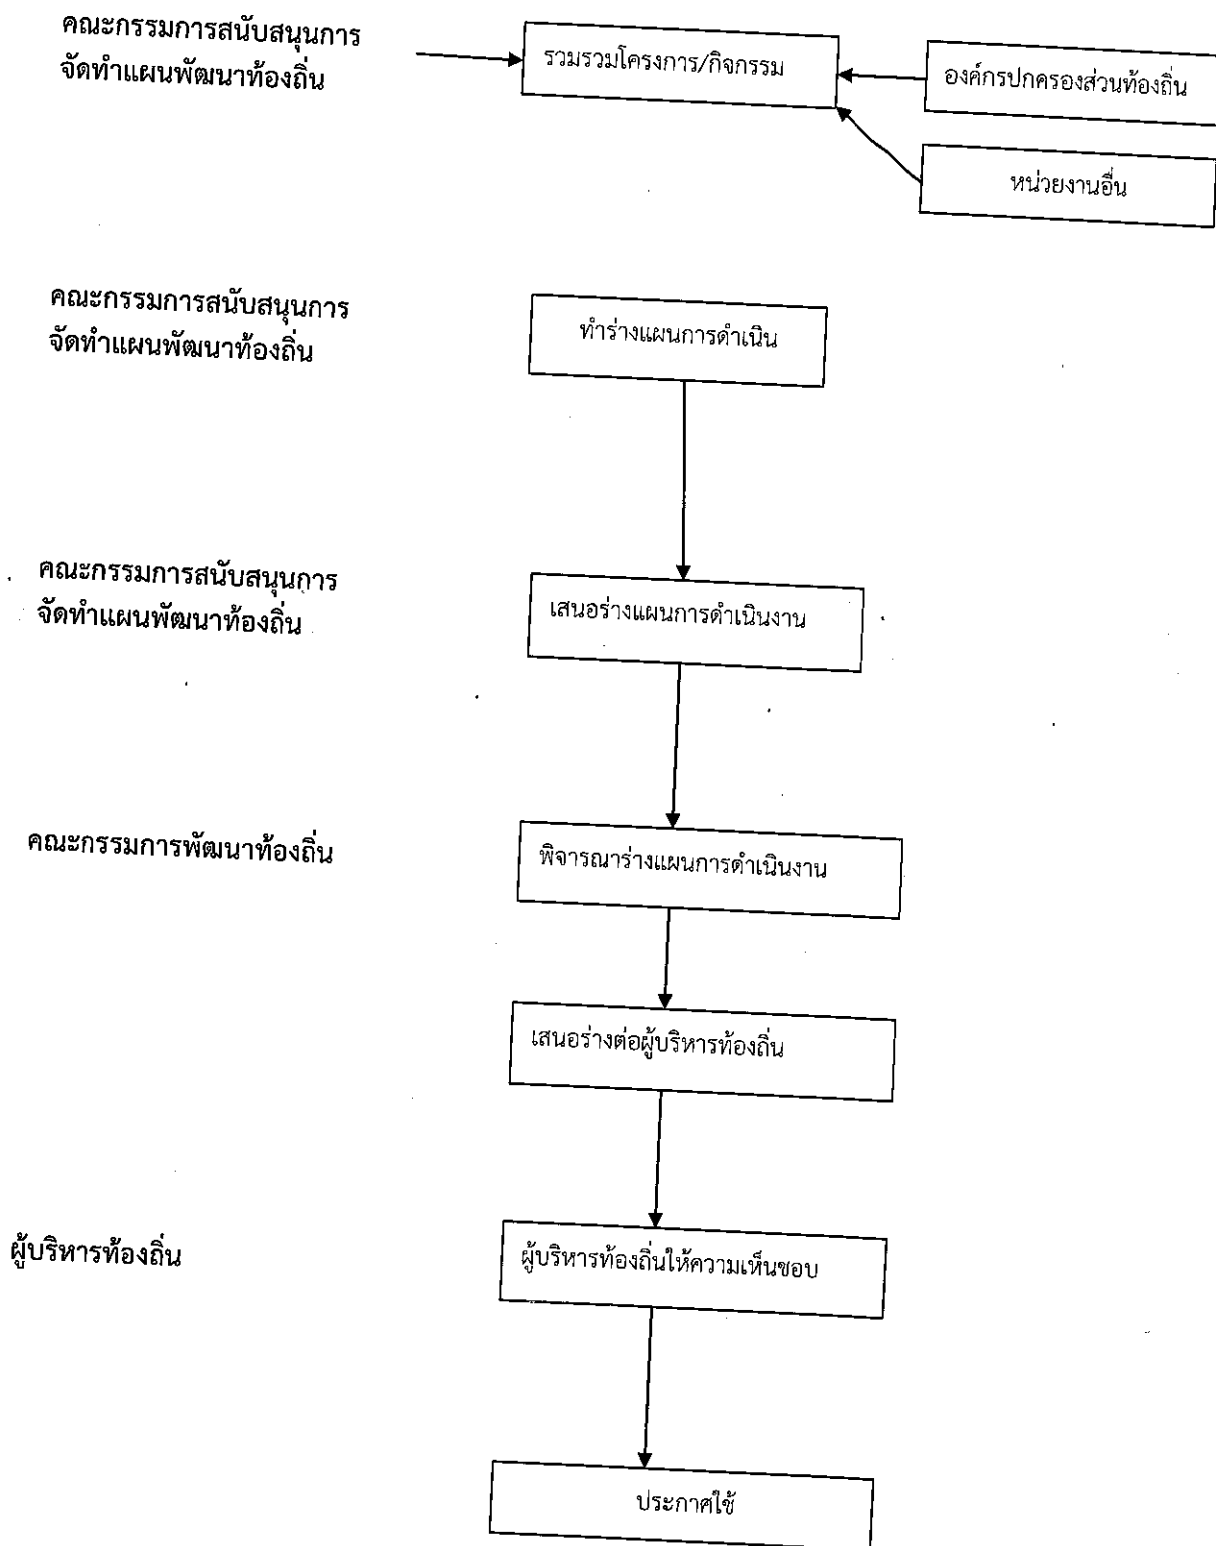 คณะกรรมการสนับสนุนการ
จัดทำแผนพัฒนาท้องถิ่น
รวมรวมโครงการ/กิจกรรม
องค์กรปกครองส่วนท้องถิ่น
หน่วยงานอื่น
คณะกรรมการสนับสนุนการ
จัดทำแผนพัฒนาท้องถิ่น
ทำร่างแผนการดำเนิน
คณะกรรมการสนับสนุนการ
จัดทำแผนพัฒนาท้องถิ่น
เสนอร่างแผนการดำเนินงาน
คณะกรรมการพัฒนาท้องถิ่น
พิจารณาร่างแผนการดำเนินงาน
เสนอร่างต่อผู้บริหารท้องถิ่น
ผู้บริหารท้องถิ่น
ผู้บริหารท้องถิ่นให้ความเห็นชอบ
ประกาศใช้